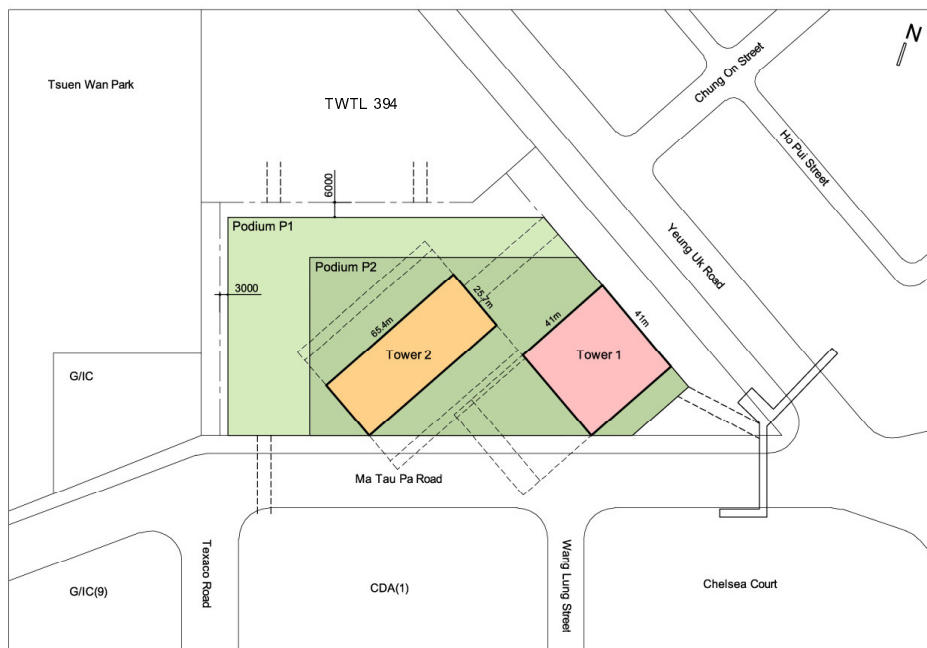 N
Chung On Street
Tsuen Wan Park
TWTL 394
Ho Pui Street
6000
Podium P1
Yeung Uk Road
Podium P2
3000
25.7m
65.4m
41m
41m
Tower 2
Tower 1
G/IC
Ma Tau Pa Road
Texaco Road
Wang Lung Street
G/IC(9)
CDA(1)
Chelsea Court